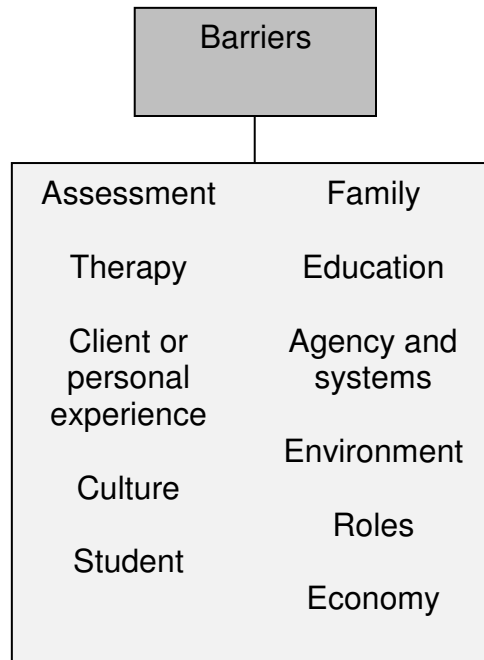 Barriers
Assessment
Therapy
Client or
personal
experience
Culture
Student
Family
Education
Agency and
systems
Environment
Roles
Economy